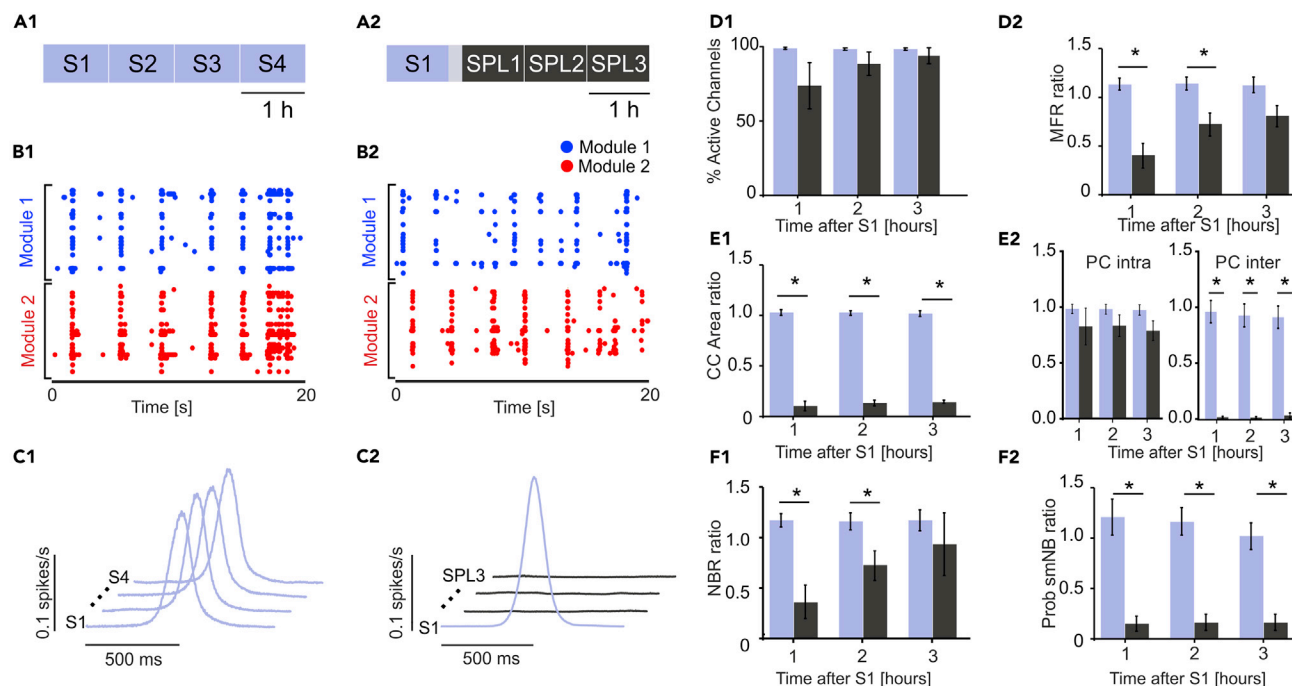 A1
S1 S2 S3 S4
1 h
A2
S1 SPL1 SPL2 SPL3
1 h
B1
Module 1
Module 2
0 20
Time [s]
B2
Module 1
Module 2
Module 1
Module 2
0 20
Time [s]
C1
0.1 spikes/s
S4
S1
500 ms
C2
0.1 spikes/s
SPL3
S1
500 ms
D1
% Active Channels
100
50
0
1 2 3
Time after S1 [hours]
D2
MFR ratio
1.5
* *
1.0
0.5
0
1 2 3
Time after S1 [hours]
E1
CC Area ratio
1.5
* * *
1.0
0.5
0
1 2 3
Time after S1 [hours]
E2
1.5 PC intra
1.0
0.5
0.0
1 2 3
1.5 PC inter
* * *
1.0
0.5
0.0
1 2 3
Time after S1 [hours]
F1
NBR ratio
1.5
* *
1.0
0.5
0
1 2 3
Time after S1 [hours]
F2
Prob smNB ratio
1.5
* * *
1.0
0.5
0
1 2 3
Time after S1 [hours]